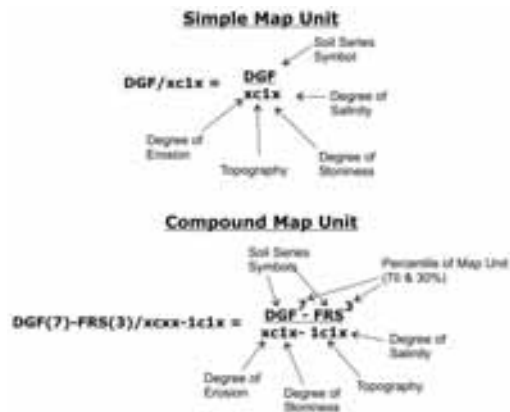 Simple Map Unit
Soil Series
Symbol
DGF/xc1x = DGF
xc1x
Degree of
Salinity
Degree of
Erosion
Topography
Degree of
Stoniness
Compound Map Unit
Soil Series
Symbols
Percentile of Map Unit
(70 & 30%)
DGF(7)-FRS(3)/xcxx-1c1x = DGF7 - FRS3
xc1x- 1c1x
Degree of
Salinity
Degree of
Erosion
Degree of
Stoniness
Topography